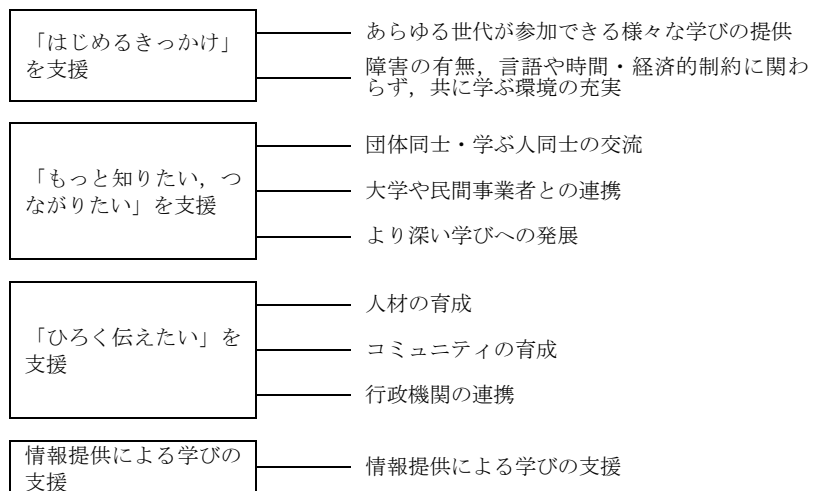 「はじめるきっかけ」
を支援
あらゆる世代が参加できる様々な学びの提供
障害の有無，言語や時間・経済的制約に関わ
らず，共に学ぶ環境の充実
「もっと知りたい，つ
ながりたい」を支援
団体同士・学ぶ人同士の交流
大学や民間事業者との連携
より深い学びへの発展
「ひろく伝えたい」を
支援
人材の育成
コミュニティの育成
行政機関の連携
情報提供による学びの
支援
情報提供による学びの支援